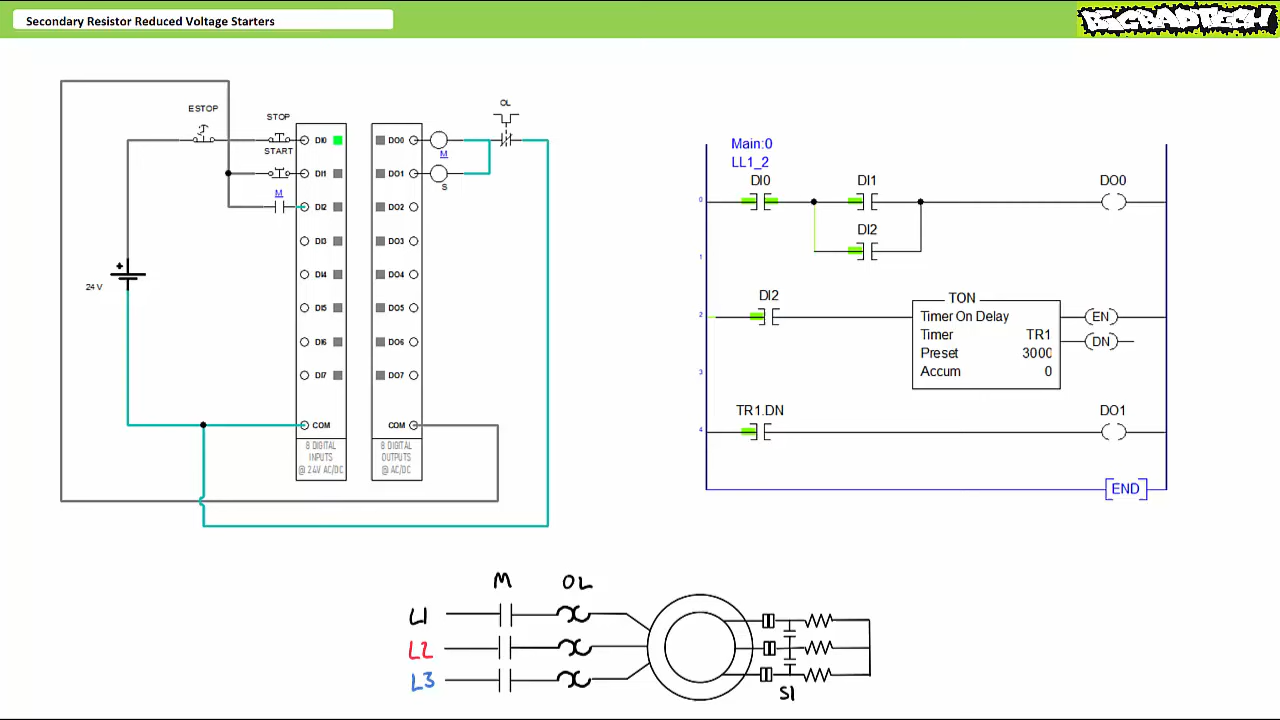 Secondary Resistor Reduced Voltage Starters
BIGBADTECH
ESTOP
STOP
START
M
24 V
DI0
DI1
DI2
DI3
DI4
DI5
DI6
DI7
COM
8 DIGITAL
INPUTS
@ 24V AC/DC
DO0
DO1
DO2
DO3
DO4
DO5
DO6
DO7
COM
8 DIGITAL
OUTPUTS
@ AC/DC
M
S
OL
Main:0
LL1_2
0
DI0
DI1
DO0
1
DI2
2
DI2
TON
Timer On Delay
Timer TR1
Preset 3000
Accum 0
EN
DN
3
TR1.DN
DO1
4
END
M OL
L1
L2
L3
S1